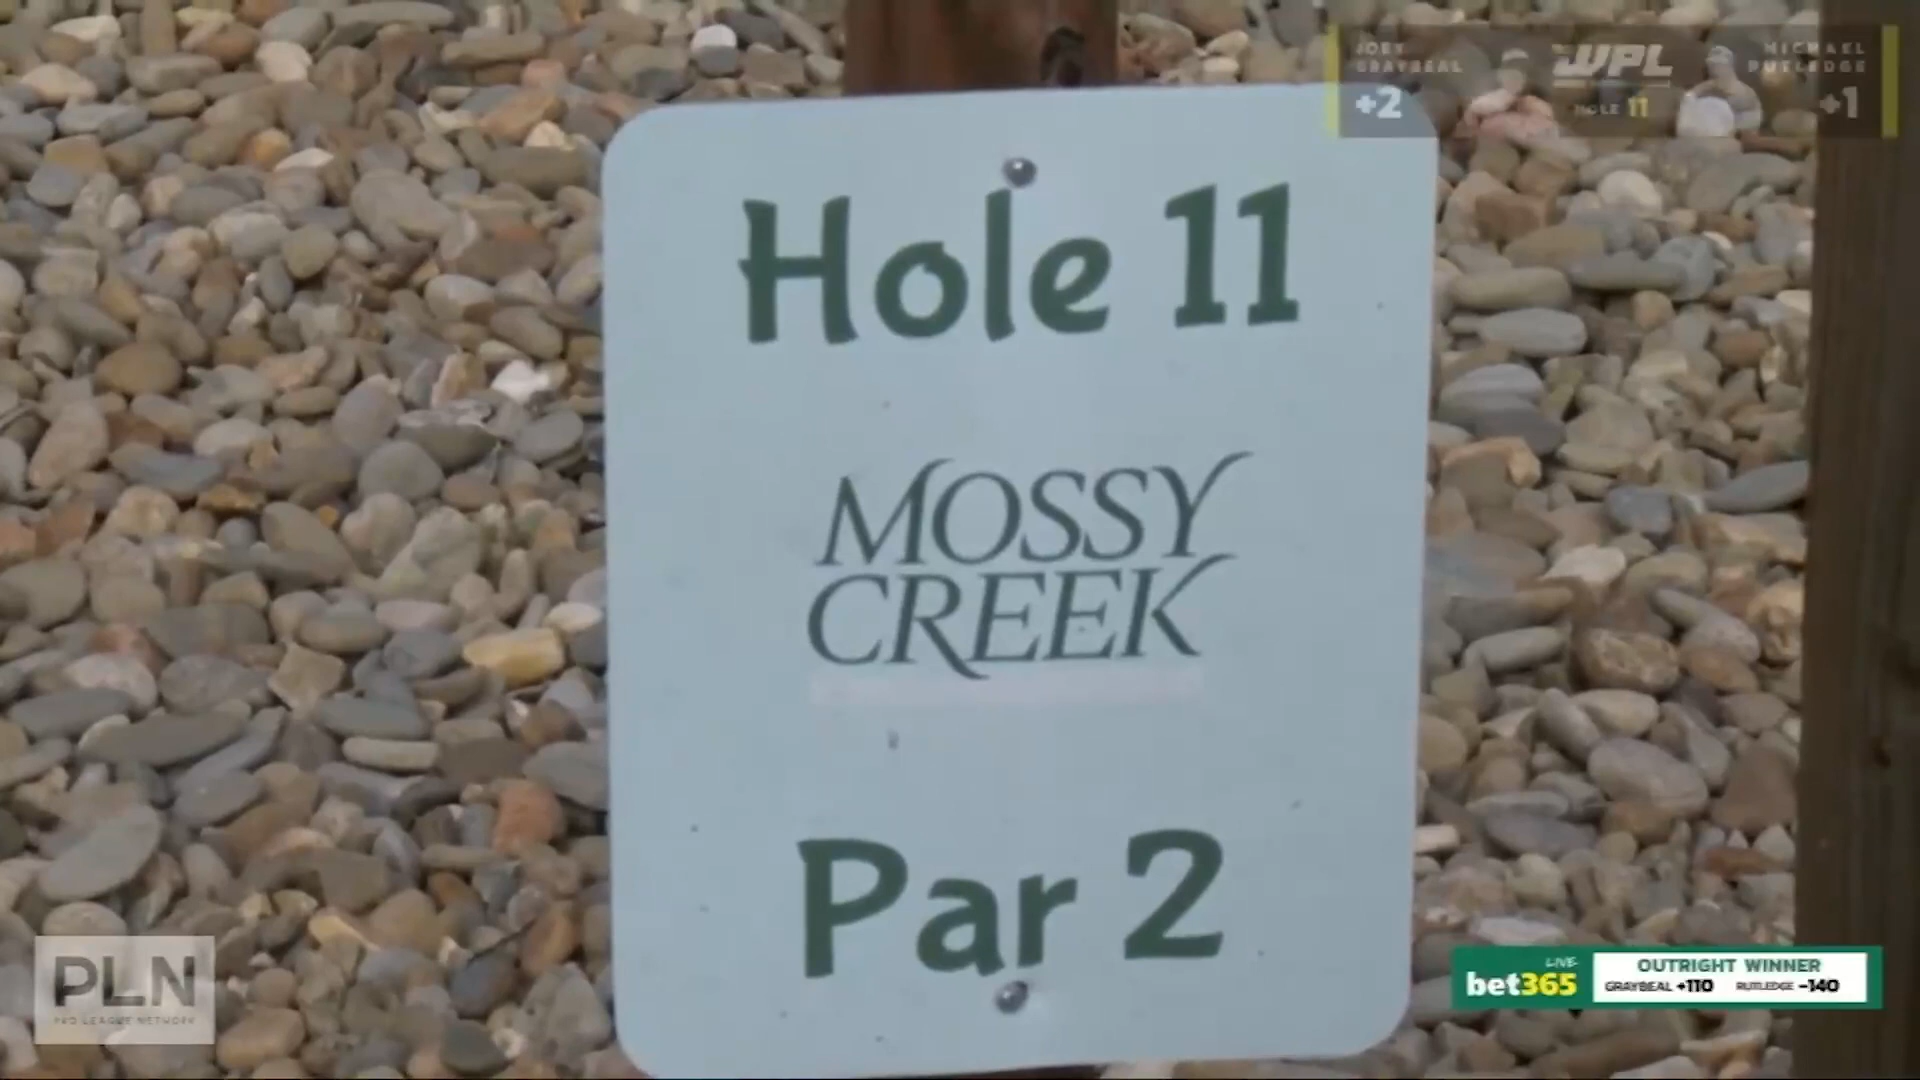 JOEY
GRAYBEAL
+2
WPL
HOLE 11
MICHAEL
RUTLEDGE
+1
Hole 11
MOSSY
CREEK
Par 2
PLN
PRO LEAGUE NETWORK
bet365
LIVE
OUTRIGHT WINNER
GRAYBEAL +110 RUTLEDGE -140